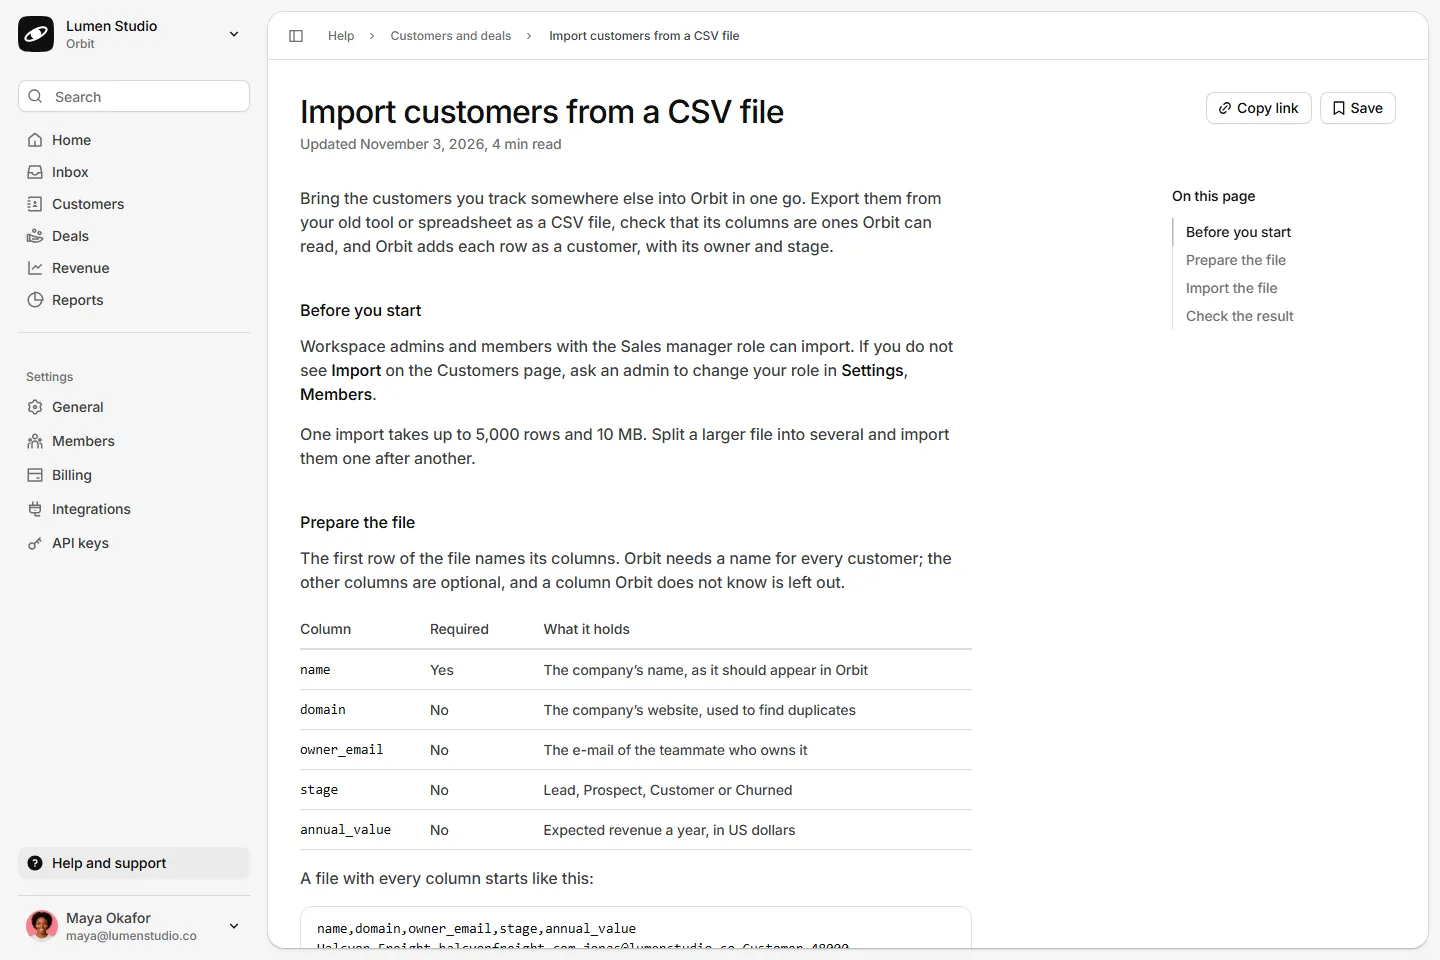 Lumen Studio
Orbit
Search
Home
Inbox
Customers
Deals
Revenue
Reports
Settings
General
Members
Billing
Integrations
API keys
Help and support
Maya Okafor
maya@lumenstudio.co
Help
Customers and deals
Import customers from a CSV file
Import customers from a CSV file
Updated November 3, 2026, 4 min read
Copy link
Save
Bring the customers you track somewhere else into Orbit in one go. Export them from
your old tool or spreadsheet as a CSV file, check that its columns are ones Orbit can
read, and Orbit adds each row as a customer, with its owner and stage.
Before you start
Workspace admins and members with the Sales manager role can import. If you do not
see Import on the Customers page, ask an admin to change your role in Settings,
Members.
One import takes up to 5,000 rows and 10 MB. Split a larger file into several and import
them one after another.
Prepare the file
The first row of the file names its columns. Orbit needs a name for every customer; the
other columns are optional, and a column Orbit does not know is left out.
Column Required What it holds
name Yes The company’s name, as it should appear in Orbit
domain No The company’s website, used to find duplicates
owner_email No The e-mail of the teammate who owns it
stage No Lead, Prospect, Customer or Churned
annual_value No Expected revenue a year, in US dollars
A file with every column starts like this:
name,domain,owner_email,stage,annual_value
Halcyon Freight,halcyonfreight.com,jonas@lumenstudio.co,Customer,48000
On this page
Before you start
Prepare the file
Import the file
Check the result